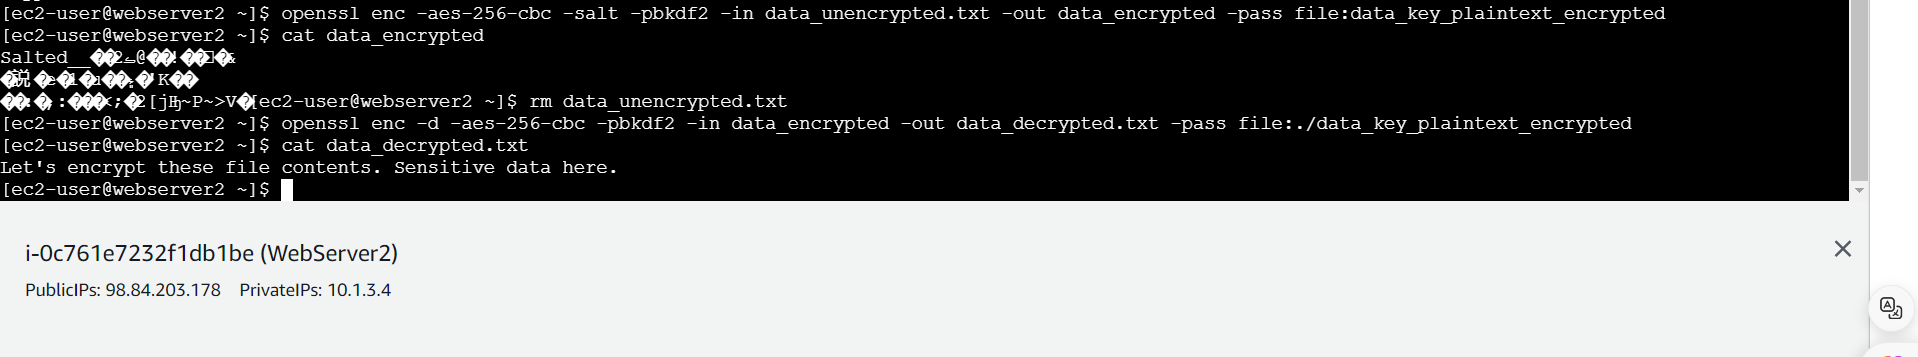 [ec2-user@webserver2 ~]$ openssl enc -aes-256-cbc -salt -pbkdf2 -in data_unencrypted.txt -out data_encrypted -pass file:data_key_plaintext_encrypted
[ec2-user@webserver2 ~]$ cat data_encrypted
Salted__
[ec2-user@webserver2 ~]$ rm data_unencrypted.txt
[ec2-user@webserver2 ~]$ openssl enc -d -aes-256-cbc -pbkdf2 -in data_encrypted -out data_decrypted.txt -pass file:./data_key_plaintext_encrypted
[ec2-user@webserver2 ~]$ cat data_decrypted.txt
Let's encrypt these file contents. Sensitive data here.
[ec2-user@webserver2 ~]$
i-0c761e7232f1db1be (WebServer2)
PublicIPs: 98.84.203.178 PrivateIPs: 10.1.3.4